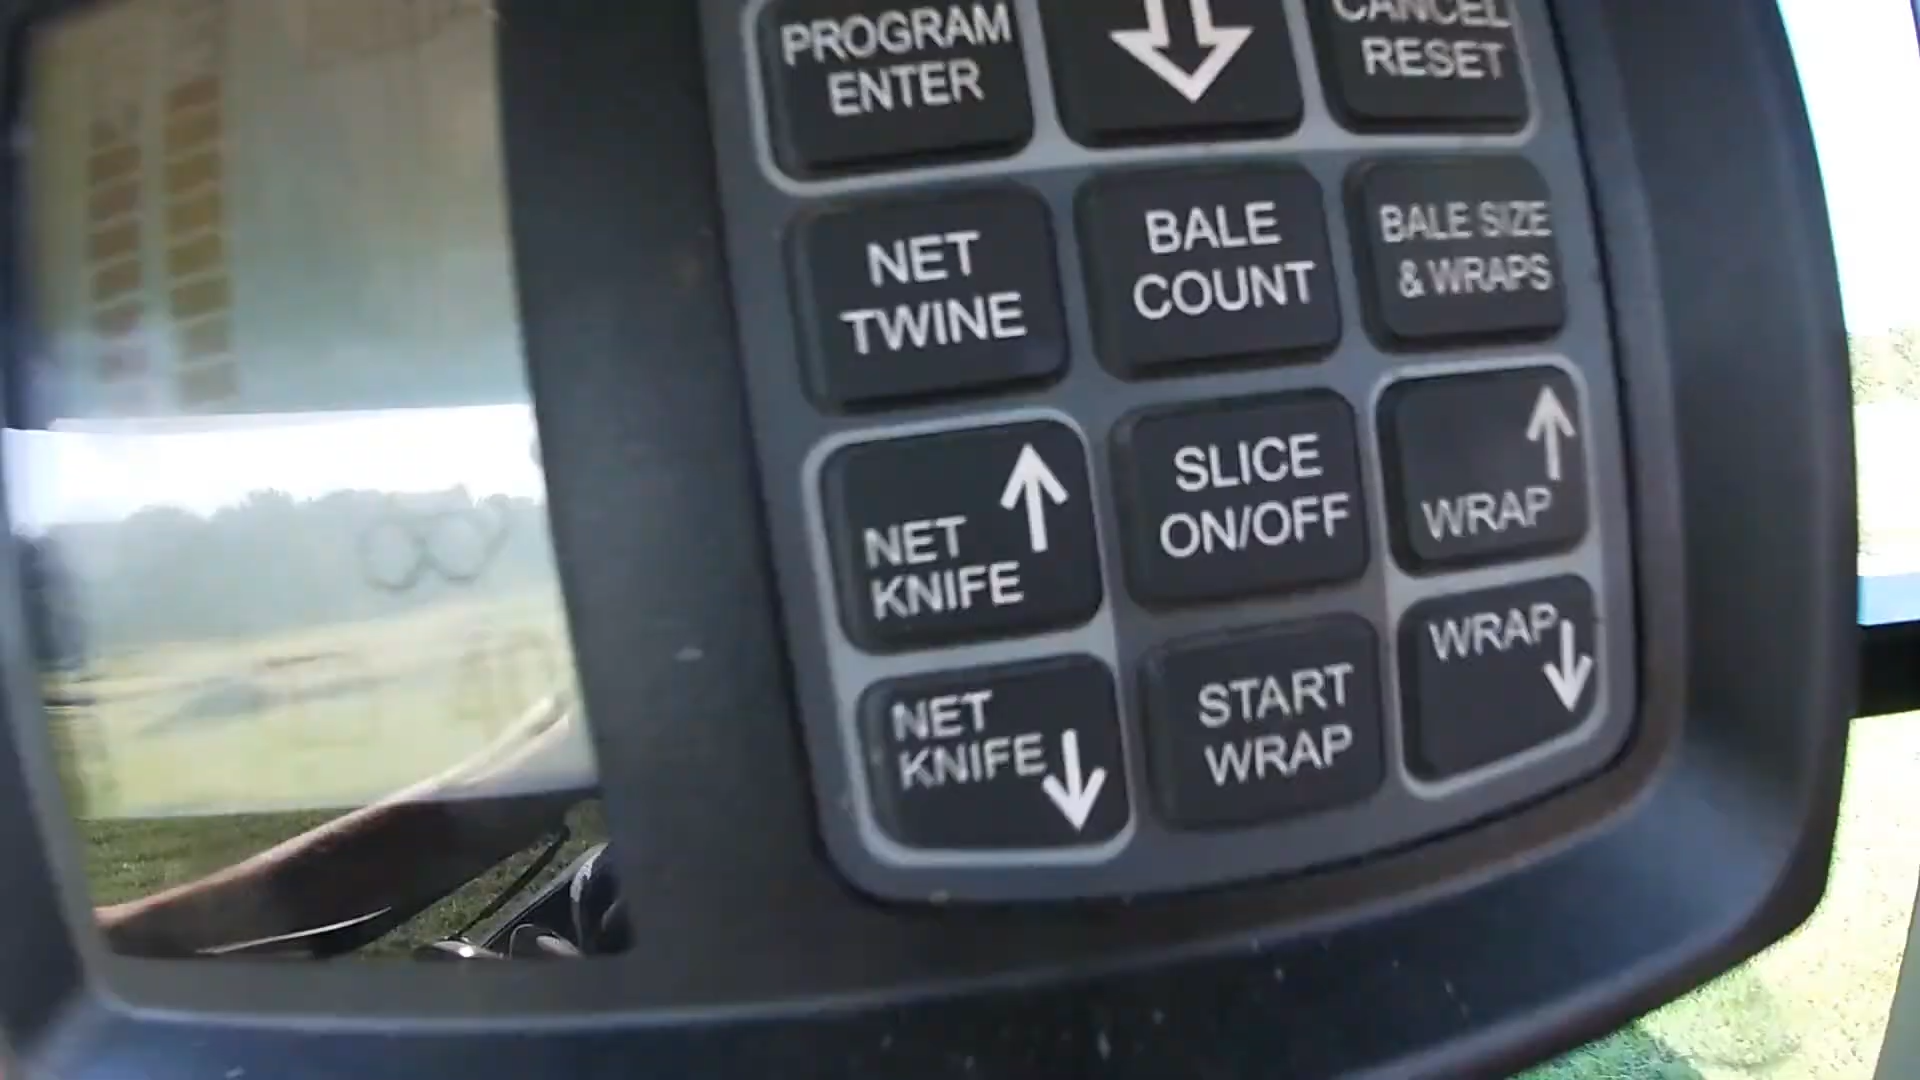 PROGRAM
ENTER
CANCEL
RESET
NET
TWINE
BALE
COUNT
BALE SIZE
& WRAPS
NET
KNIFE
SLICE
ON/OFF
WRAP
NET
KNIFE
START
WRAP
WRAP